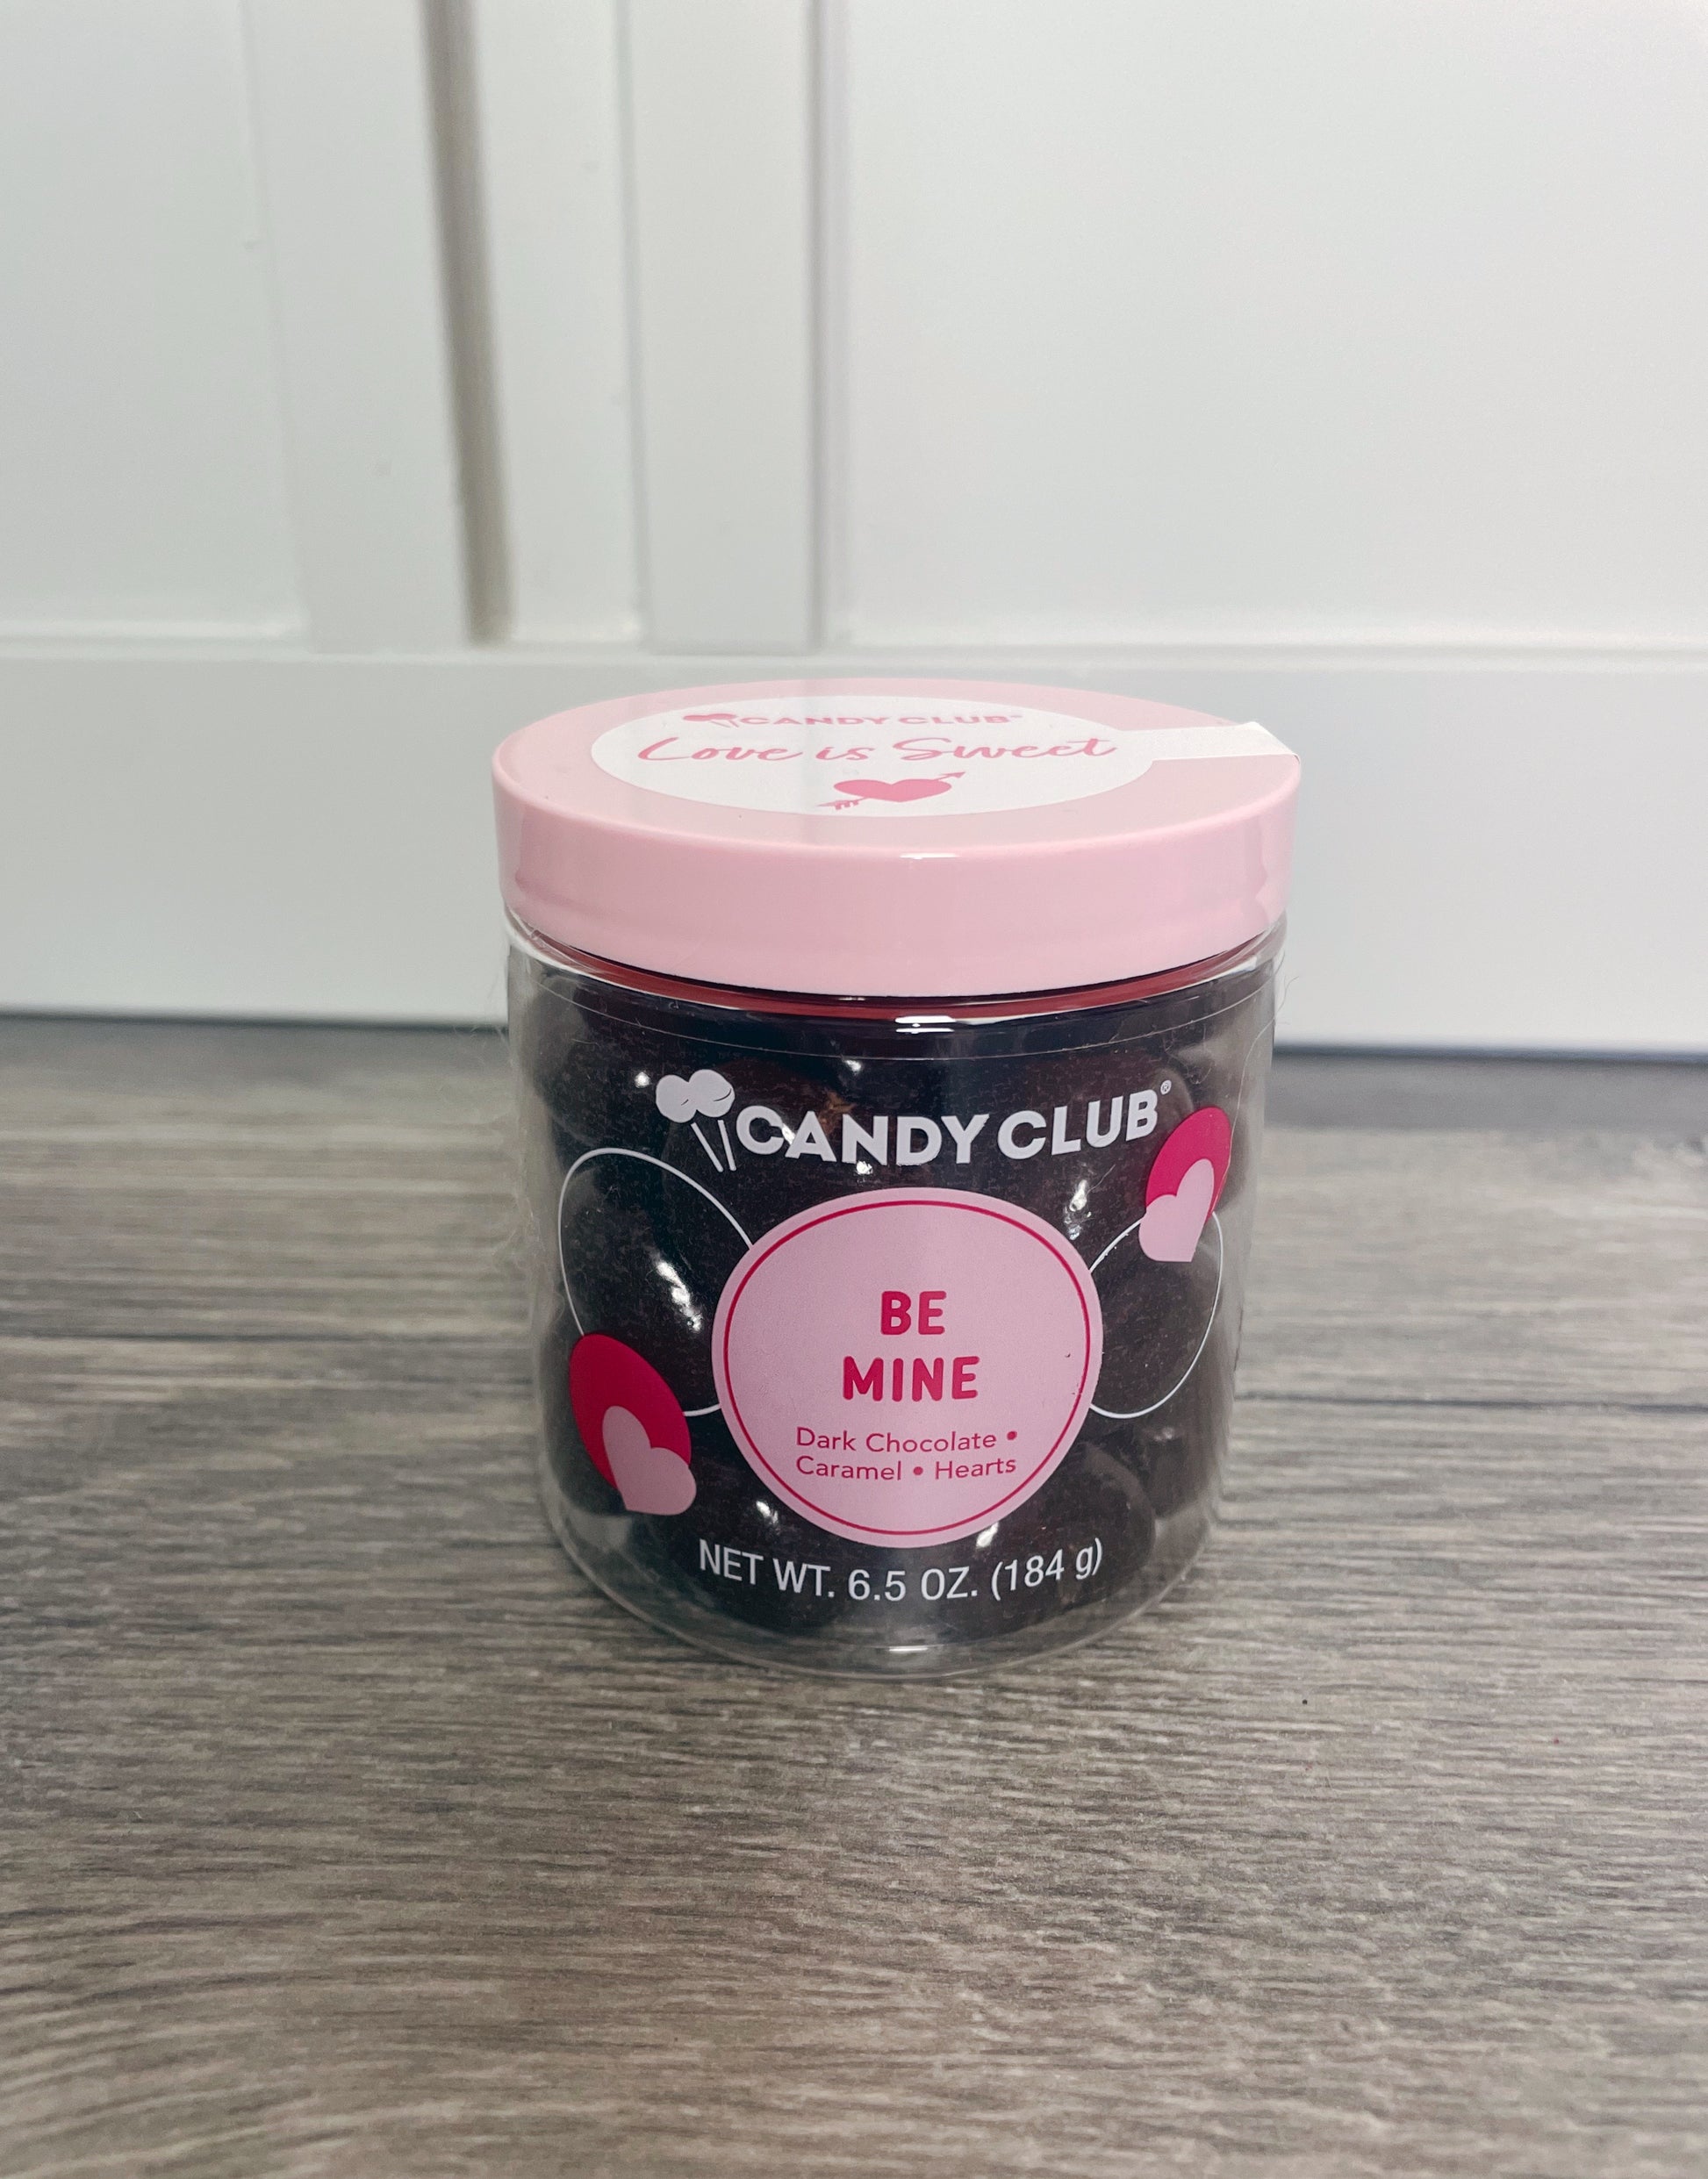 CANDY CLUB®
Love is Sweet
CANDY CLUB®
BE
MINE
Dark Chocolate •
Caramel • Hearts
NET WT. 6.5 OZ. (184 g)